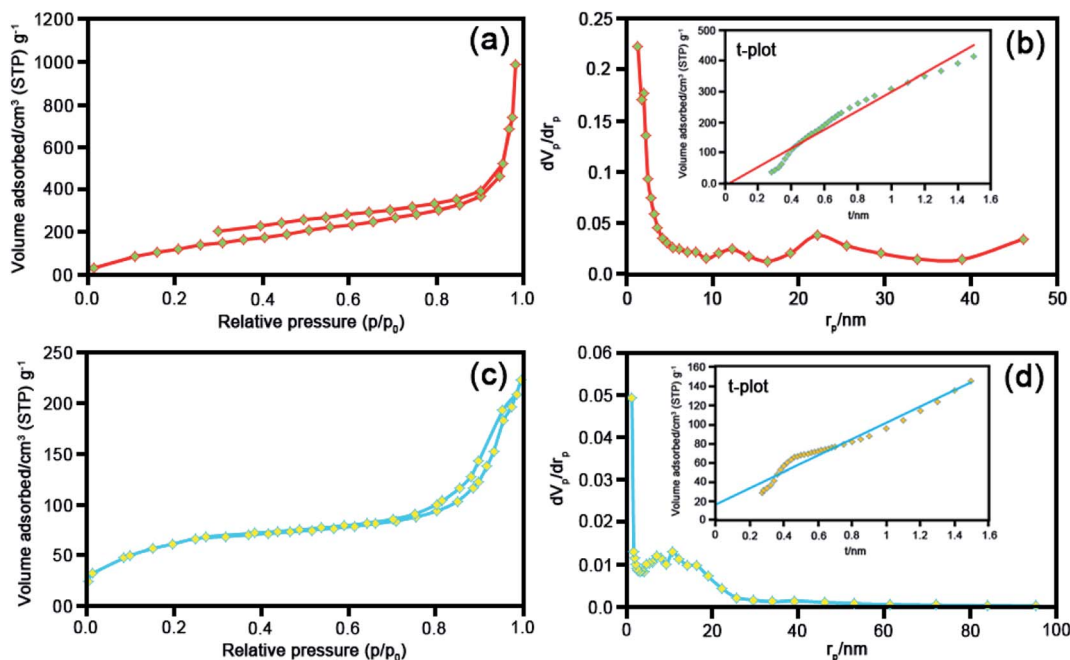 (a)
Volume adsorbed/cm³ (STP) g⁻¹
1200
1000
800
600
400
200
00
0.0 0.2 0.4 0.6 0.8 1.0
Relative pressure (p/p₀)
(b)
dVₚ/drₚ
0.25
0.2
0.15
0.1
0.05
0.0
0 10 20 30 40 50
rₚ/nm
t-plot
Volume adsorbed/cm³ (STP) g⁻¹
500
400
300
200
100
0.0
0 0.2 0.4 0.6 0.8 1 1.2 1.4 1.6
t/nm
(c)
Volume adsorbed/cm³ (STP) g⁻¹
250
200
150
100
50
00
0.0 0.2 0.4 0.6 0.8 1.0
Relative pressure (p/p₀)
(d)
dVₚ/drₚ
0.06
0.05
0.04
0.03
0.02
0.01
0.0
0 20 40 60 80 100
rₚ/nm
t-plot
Volume adsorbed/cm³ (STP) g⁻¹
160
140
120
100
80
60
40
20
0
0.2 0.4 0.6 0.8 1 1.2 1.4 1.6
t/nm